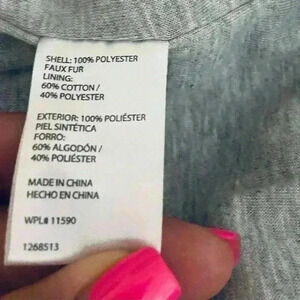 SHELL: 100% POLYESTER
FAUX FUR
LINING:
60% COTTON /
40% POLYESTER
EXTERIOR: 100% POLIÉSTER
PIEL SINTÉTICA
FORRO:
60% ALGODÓN /
40% POLIÉSTER
MADE IN CHINA
HECHO EN CHINA
WPL# 11590
1268513